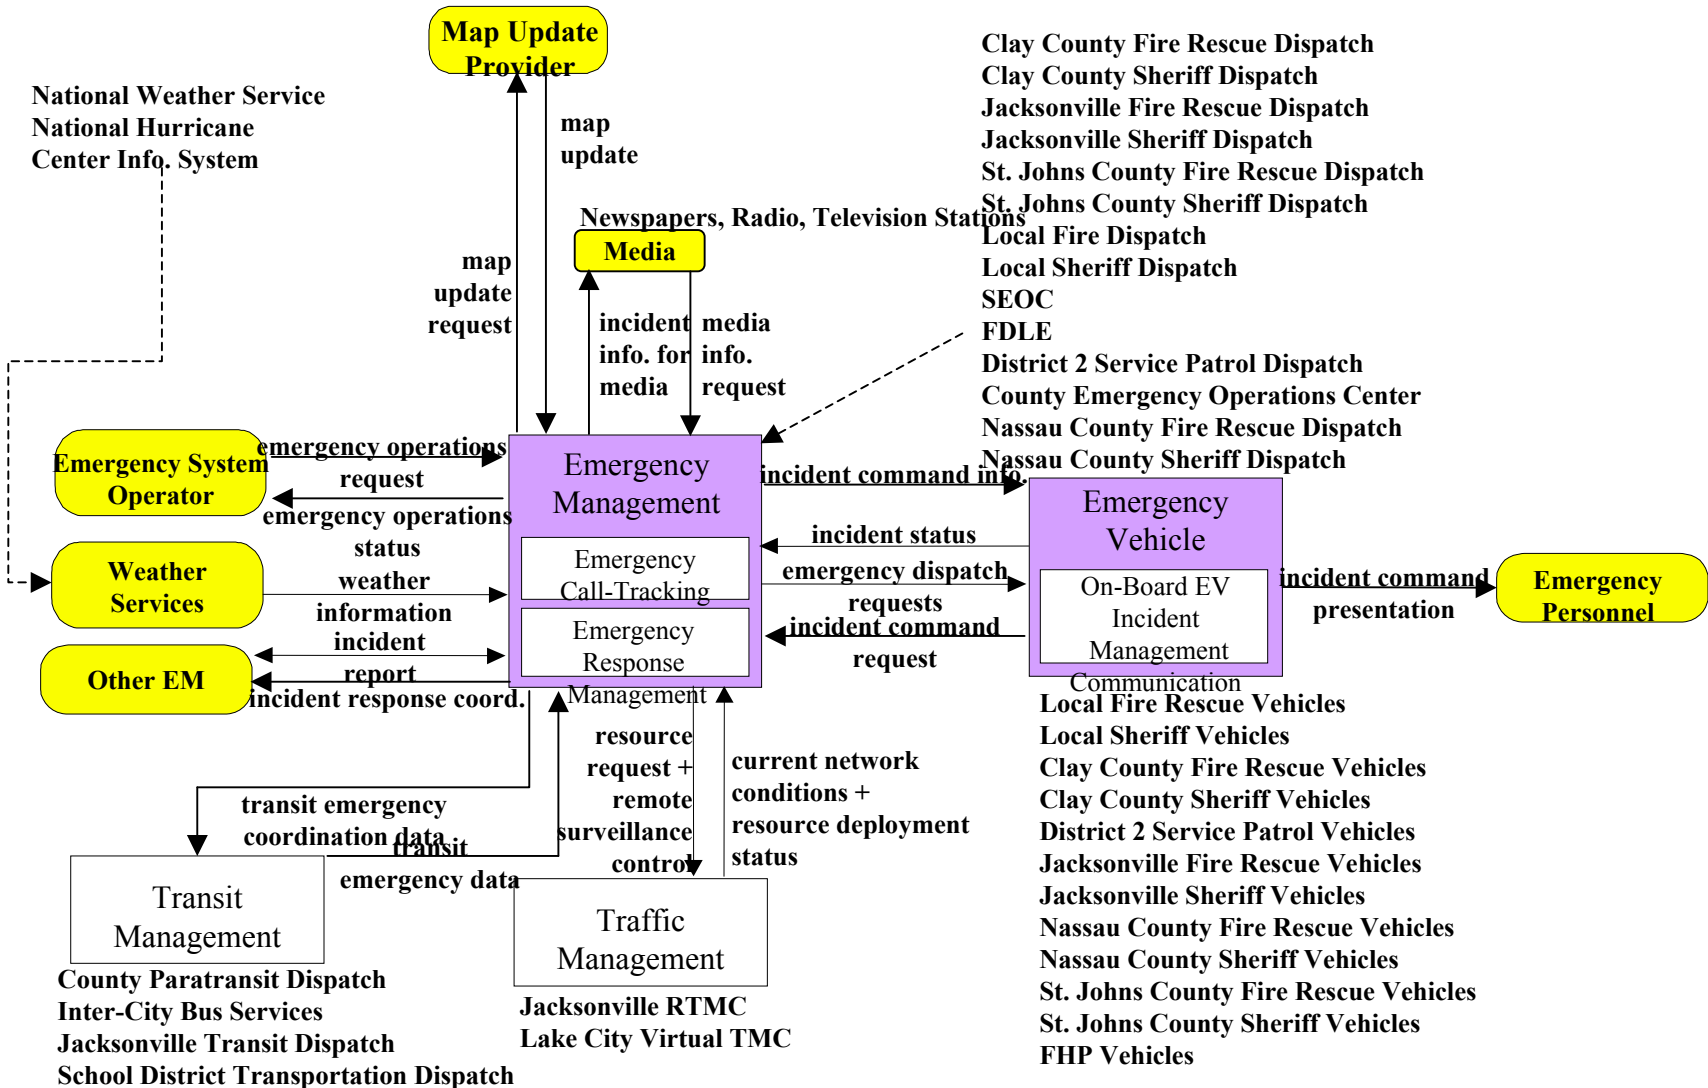 Map Update
Provider
National Weather Service
National Hurricane
Center Info. System
map
update
map
update
request
Newspapers, Radio, Television Stations
Media
incident
info. for
media
media
info.
request
Clay County Fire Rescue Dispatch
Clay County Sheriff Dispatch
Jacksonville Fire Rescue Dispatch
Jacksonville Sheriff Dispatch
St. Johns County Fire Rescue Dispatch
St. Johns County Sheriff Dispatch
Local Fire Dispatch
Local Sheriff Dispatch
SEOC
FDLE
District 2 Service Patrol Dispatch
County Emergency Operations Center
Nassau County Fire Rescue Dispatch
Nassau County Sheriff Dispatch
Emergency System
Operator
emergency operations
request
emergency operations
status
Weather
Services
weather
information
Other EM
incident
report
incident response coord.
Emergency
Management
Emergency
Call-Tracking
Emergency
Response
Management
incident command info.
incident status
emergency dispatch
requests
incident command
request
Emergency
Vehicle
On-Board EV
Incident
Management
Communication
incident command
presentation
Emergency
Personnel
Local Fire Rescue Vehicles
Local Sheriff Vehicles
Clay County Fire Rescue Vehicles
Clay County Sheriff Vehicles
District 2 Service Patrol Vehicles
Jacksonville Fire Rescue Vehicles
Jacksonville Sheriff Vehicles
Nassau County Fire Rescue Vehicles
Nassau County Sheriff Vehicles
St. Johns County Fire Rescue Vehicles
St. Johns County Sheriff Vehicles
FHP Vehicles
transit emergency
coordination data
transit
emergency data
resource
request +
remote
surveillance
control
current network
conditions +
resource deployment
status
Transit
Management
County Paratransit Dispatch
Inter-City Bus Services
Jacksonville Transit Dispatch
School District Transportation Dispatch
Traffic
Management
Jacksonville RTMC
Lake City Virtual TMC